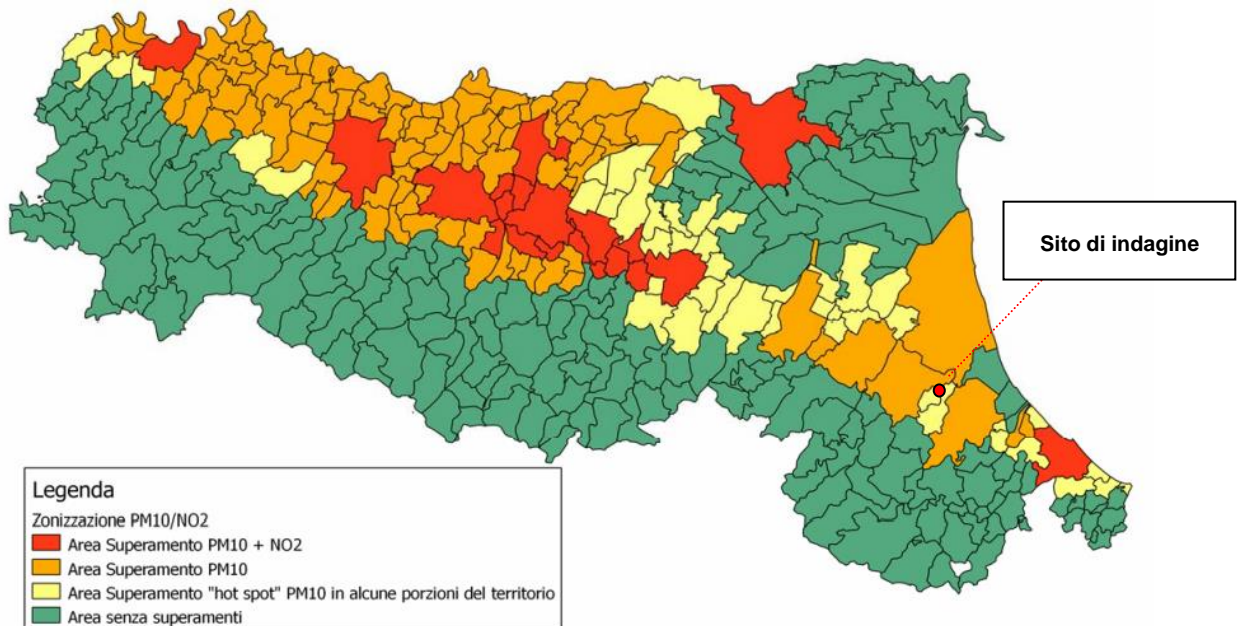 Sito di indagine
Legenda
Zonizzazione PM10/NO2
Area Superamento PM10 + NO2
Area Superamento PM10
Area Superamento "hot spot" PM10 in alcune porzioni del territorio
Area senza superamenti